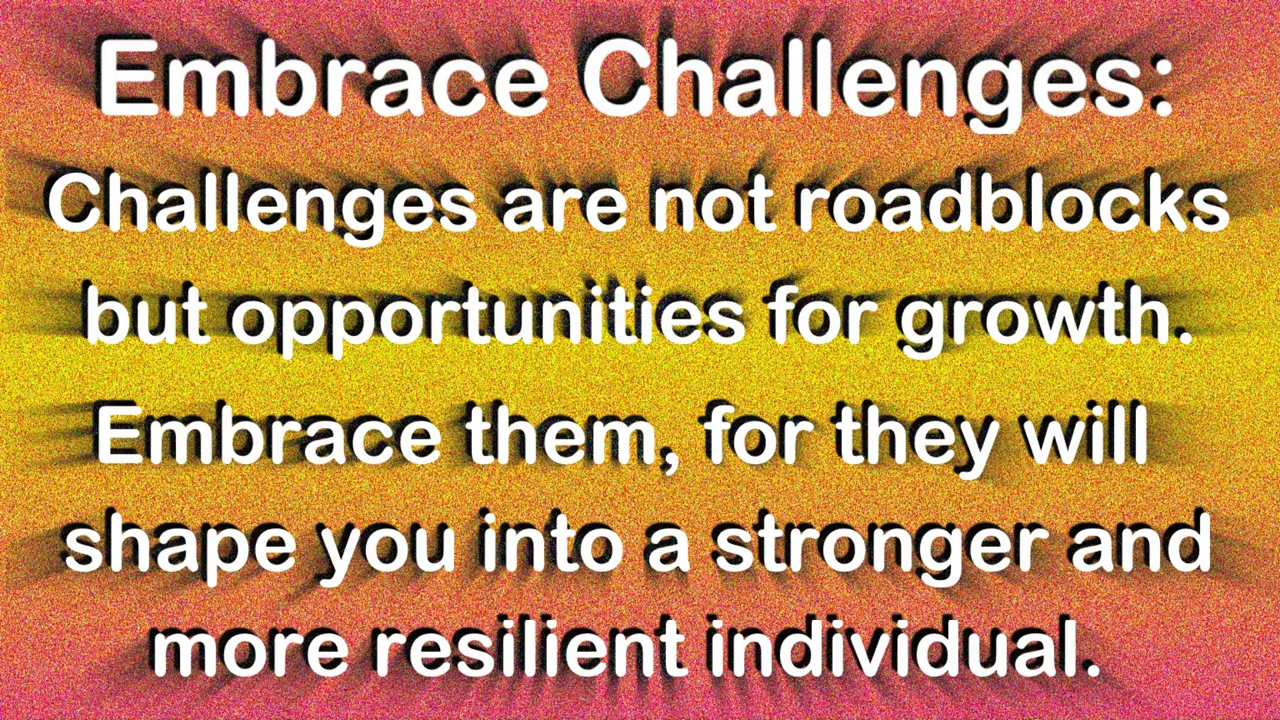 Embrace Challenges:
Challenges are not roadblocks
but opportunities for growth.
Embrace them, for they will
shape you into a stronger and
more resilient individual.